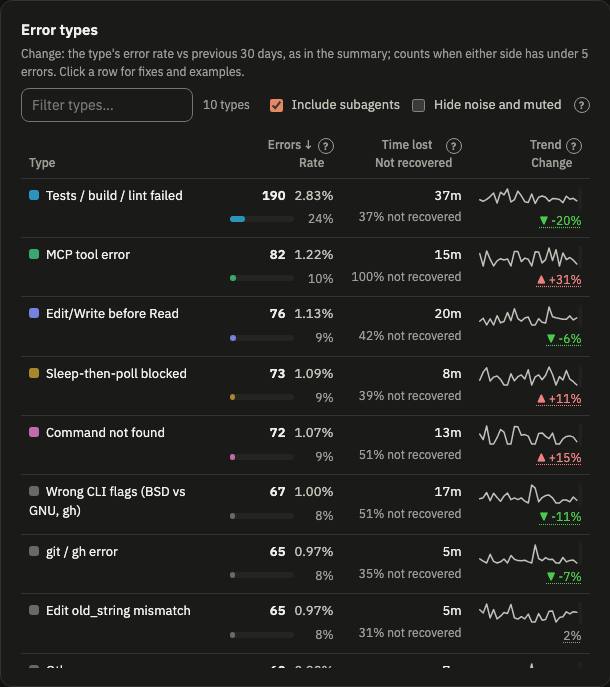 Error types
Change: the type's error rate vs previous 30 days, as in the summary; counts when either side has under 5
errors. Click a row for fixes and examples.
Filter types... 10 types Include subagents Hide noise and muted ?
Errors ↓ ? Time lost ? Trend ?
Type Rate Not recovered Change
Tests / build / lint failed 190 2.83% 37m
24% 37% not recovered ▼ -20%
MCP tool error 82 1.22% 15m
10% 100% not recovered ▲ +31%
Edit/Write before Read 76 1.13% 20m
9% 42% not recovered ▼ -6%
Sleep-then-poll blocked 73 1.09% 8m
9% 39% not recovered ▲ +11%
Command not found 72 1.07% 13m
9% 51% not recovered ▲ +15%
Wrong CLI flags (BSD vs 67 1.00% 17m
GNU, gh) 8% 51% not recovered ▼ -11%
git / gh error 65 0.97% 5m
8% 35% not recovered ▼ -7%
Edit old_string mismatch 65 0.97% 5m
8% 31% not recovered 2%